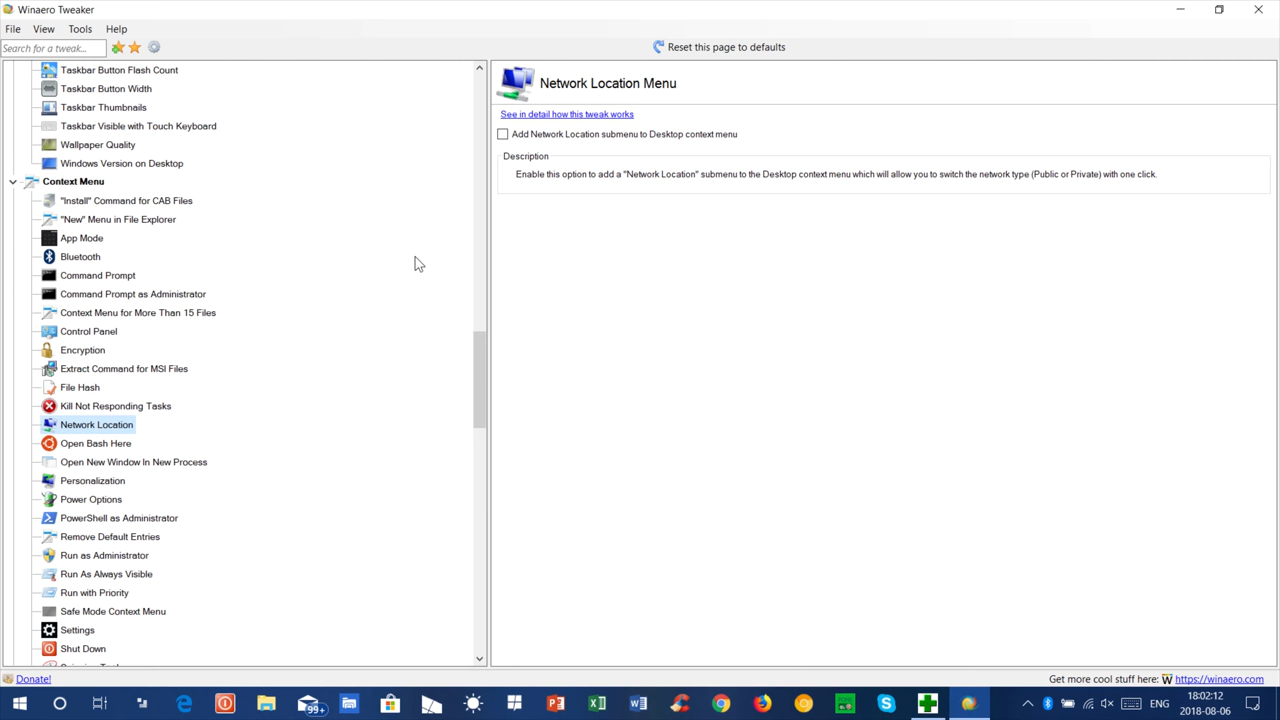 Winaero Tweaker
File View Tools Help
Search for a tweak...
Reset this page to defaults
Taskbar Button Flash Count
Taskbar Button Width
Taskbar Thumbnails
Taskbar Visible with Touch Keyboard
Wallpaper Quality
Windows Version on Desktop
Context Menu
"Install" Command for CAB Files
"New" Menu in File Explorer
App Mode
Bluetooth
Command Prompt
Command Prompt as Administrator
Context Menu for More Than 15 Files
Control Panel
Encryption
Extract Command for MSI Files
File Hash
Kill Not Responding Tasks
Network Location
Open Bash Here
Open New Window In New Process
Personalization
Power Options
PowerShell as Administrator
Remove Default Entries
Run as Administrator
Run As Always Visible
Run with Priority
Safe Mode Context Menu
Settings
Shut Down
Network Location Menu
See in detail how this tweak works
Add Network Location submenu to Desktop context menu
Description
Enable this option to add a "Network Location" submenu to the Desktop context menu which will allow you to switch the network type (Public or Private) with one click.
Donate!
Get more cool stuff here: W https://winaero.com
99+
ENG
18:02:12
2018-08-06